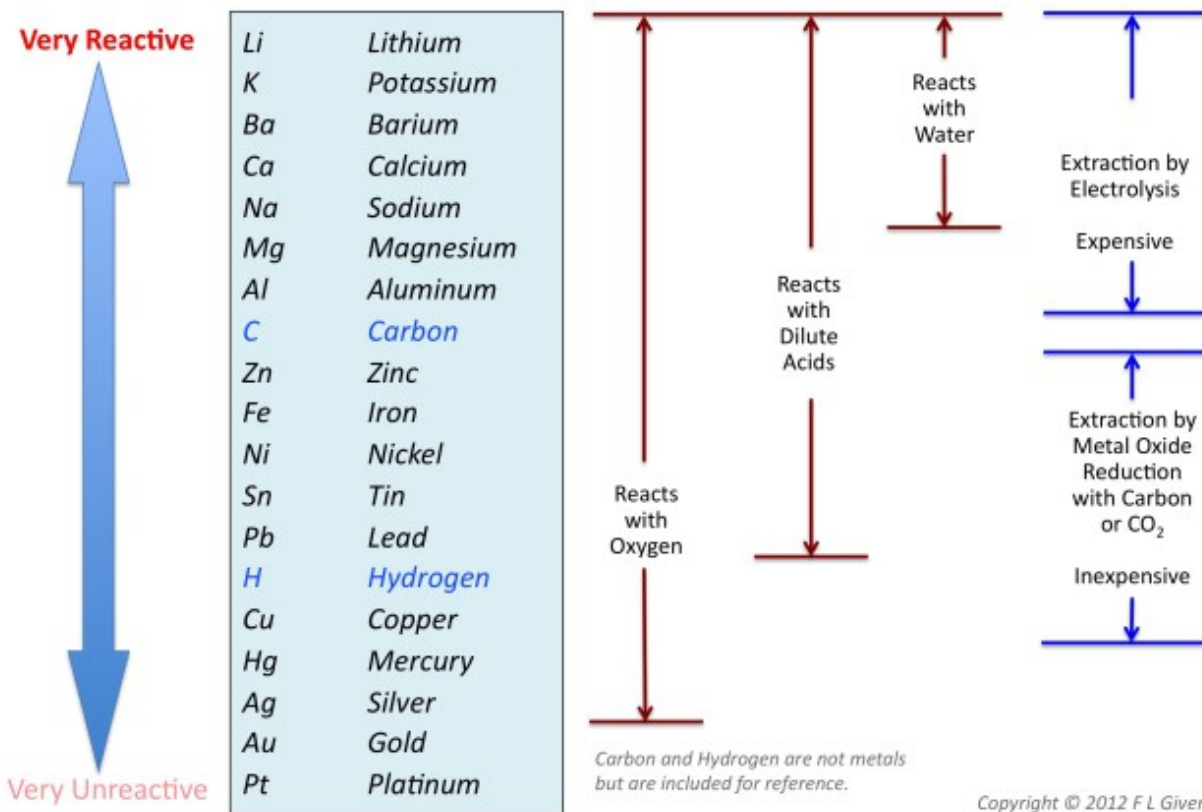 Very Reactive
Very Unreactive
Li Lithium
K Potassium
Ba Barium
Ca Calcium
Na Sodium
Mg Magnesium
Al Aluminum
C Carbon
Zn Zinc
Fe Iron
Ni Nickel
Sn Tin
Pb Lead
H Hydrogen
Cu Copper
Hg Mercury
Ag Silver
Au Gold
Pt Platinum
Reacts
with
Oxygen
Reacts
with
Dilute
Acids
Reacts
with
Water
Extraction by
Electrolysis
Expensive
Extraction by
Metal Oxide
Reduction
with Carbon
or CO₂
Inexpensive
Carbon and Hydrogen are not metals
but are included for reference.
Copyright © 2012 F L Given